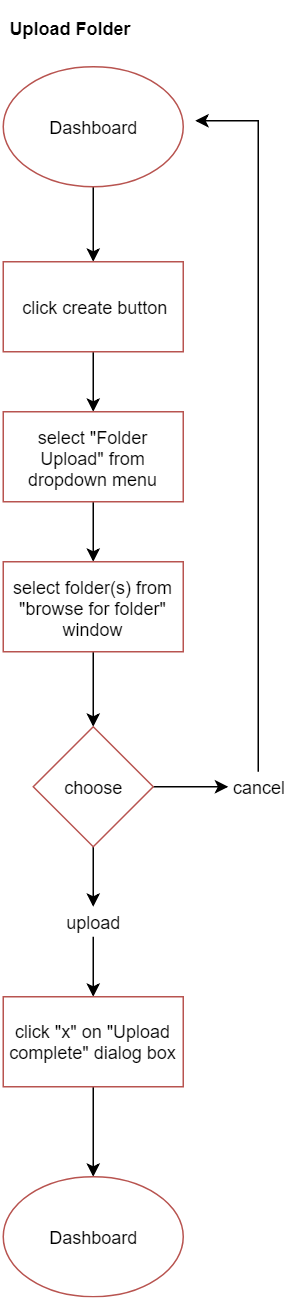 Upload Folder
Dashboard
click create button
select "Folder
Upload" from
dropdown menu
select folder(s) from
"browse for folder"
window
choose
cancel
upload
click "x" on "Upload
complete" dialog box
Dashboard